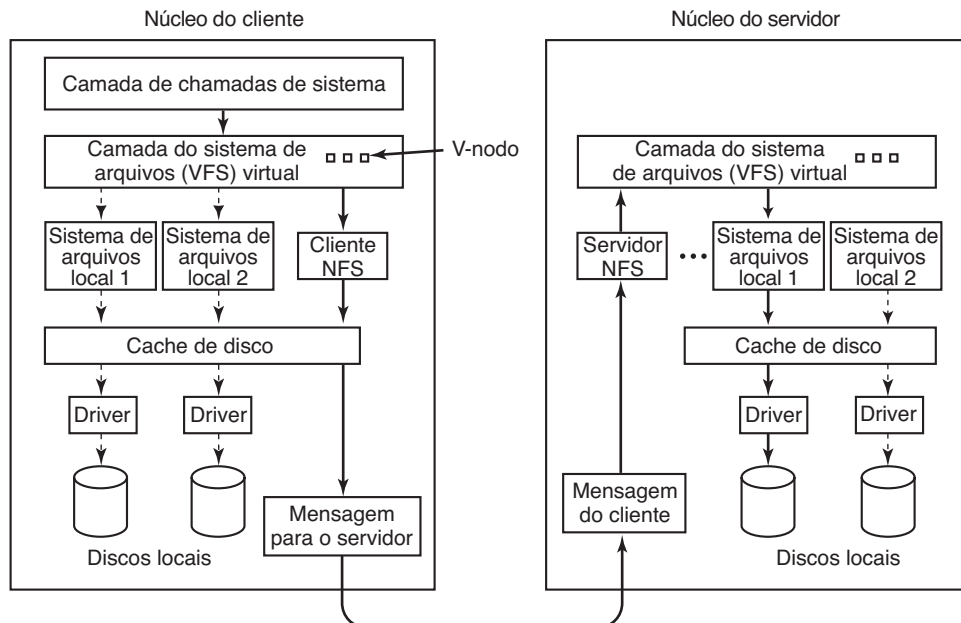 Núcleo do cliente
Camada de chamadas de sistema
Camada do sistema de
arquivos (VFS) virtual
V-nodo
Sistema de
arquivos
local 1
Sistema de
arquivos
local 2
Cliente
NFS
Cache de disco
Driver
Driver
Mensagem
para o servidor
Discos locais
Núcleo do servidor
Camada do sistema
de arquivos (VFS) virtual
Servidor
NFS
Sistema de
arquivos
local 1
Sistema de
arquivos
local 2
Cache de disco
Driver
Driver
Mensagem
do cliente
Discos locais